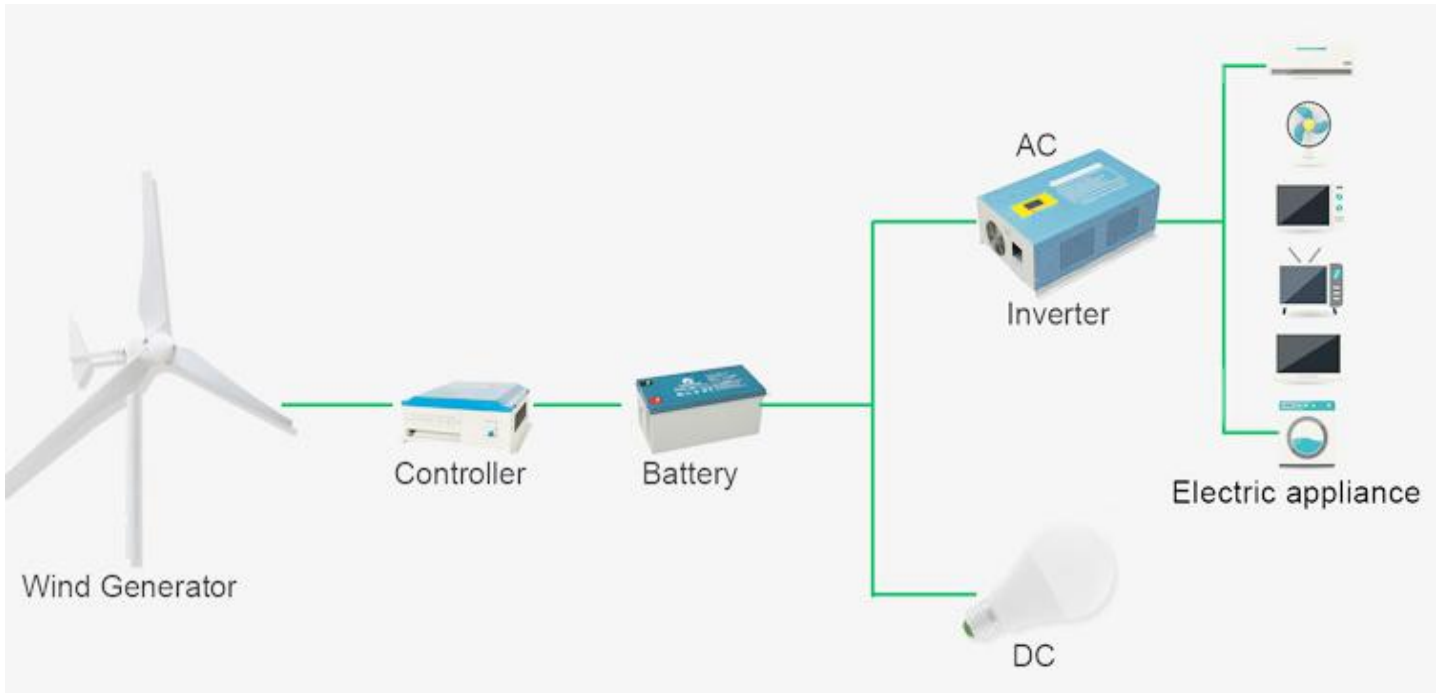 Wind Generator
Controller
Battery
AC
Inverter
DC
Electric appliance